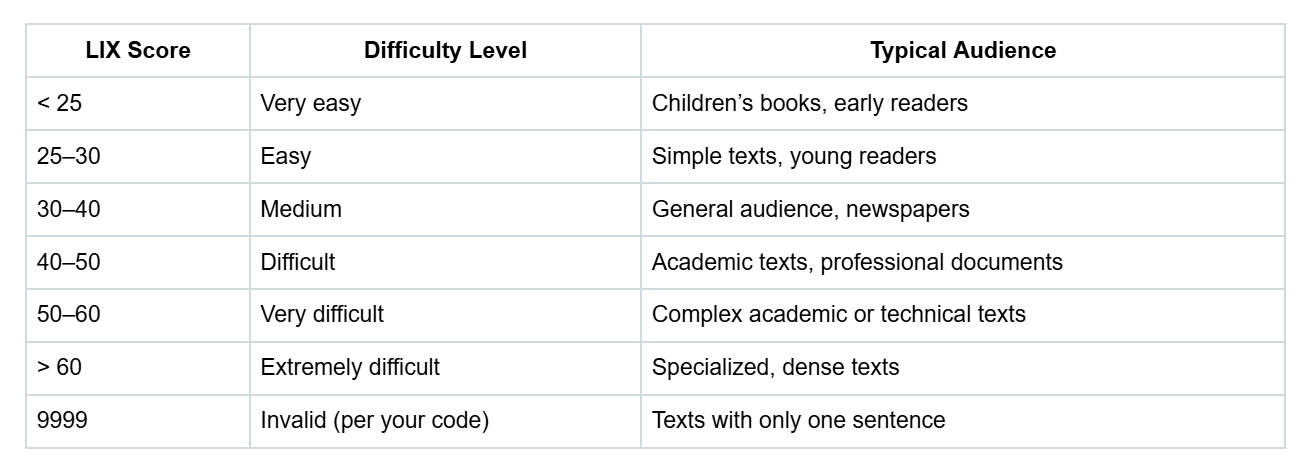 LIX Score Difficulty Level Typical Audience
< 25 Very easy Children’s books, early readers
25–30 Easy Simple texts, young readers
30–40 Medium General audience, newspapers
40–50 Difficult Academic texts, professional documents
50–60 Very difficult Complex academic or technical texts
> 60 Extremely difficult Specialized, dense texts
9999 Invalid (per your code) Texts with only one sentence